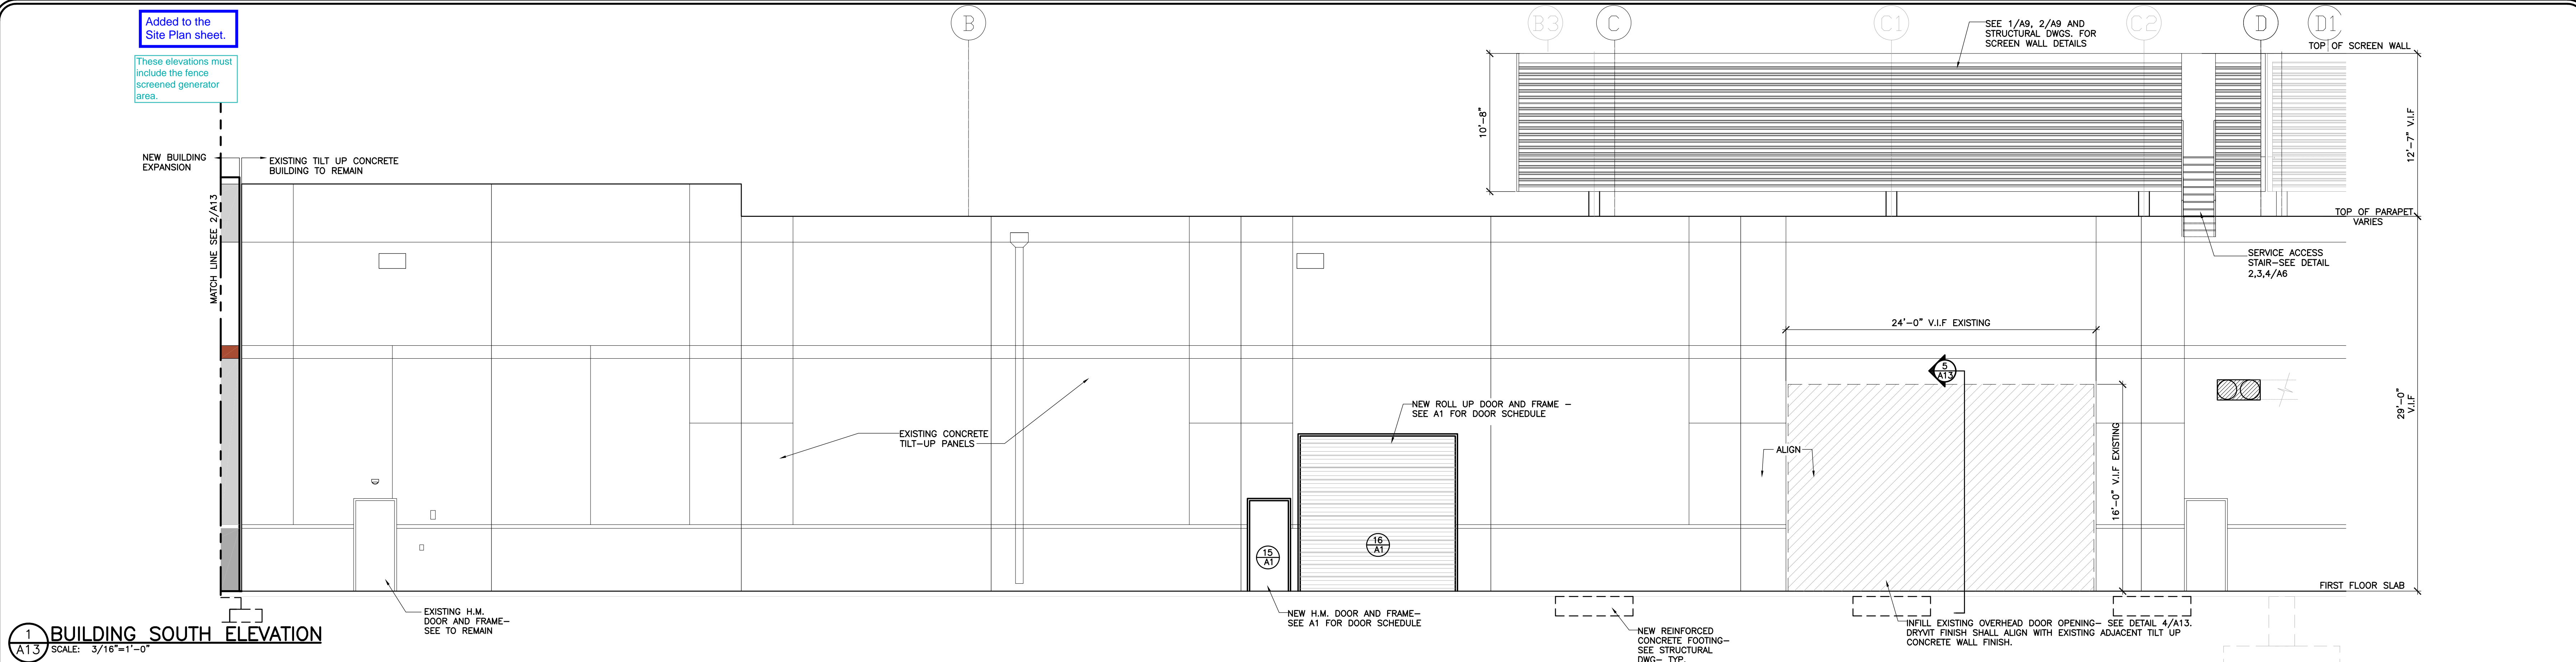 Added to the
Site Plan sheet.
These elevations must
include the fence
screened generator
area.
B
B3
C
C1
C2
D
D1
SEE 1/A9, 2/A9 AND
STRUCTURAL DWGS. FOR
SCREEN WALL DETAILS
TOP OF SCREEN WALL
10'-8"
12'-7" V.I.F
NEW BUILDING
EXPANSION
EXISTING TILT UP CONCRETE
BUILDING TO REMAIN
MATCH LINE SEE 2/A13
TOP OF PARAPET
VARIES
SERVICE ACCESS
STAIR-SEE DETAIL
2,3,4/A6
24'-0" V.I.F EXISTING
5
A13
29'-0"
V.I.F
NEW ROLL UP DOOR AND FRAME -
SEE A1 FOR DOOR SCHEDULE
EXISTING CONCRETE
TILT-UP PANELS
ALIGN
16'-0" V.I.F EXISTING
15
A1
16
A1
FIRST FLOOR SLAB
EXISTING H.M.
DOOR AND FRAME-
SEE TO REMAIN
NEW H.M. DOOR AND FRAME-
SEE A1 FOR DOOR SCHEDULE
NEW REINFORCED
CONCRETE FOOTING-
SEE STRUCTURAL
DWG- TYP.
INFILL EXISTING OVERHEAD DOOR OPENING- SEE DETAIL 4/A13.
DRYVIT FINISH SHALL ALIGN WITH EXISTING ADJACENT TILT UP
CONCRETE WALL FINISH.
1
A13
BUILDING SOUTH ELEVATION
SCALE: 3/16"=1'-0"